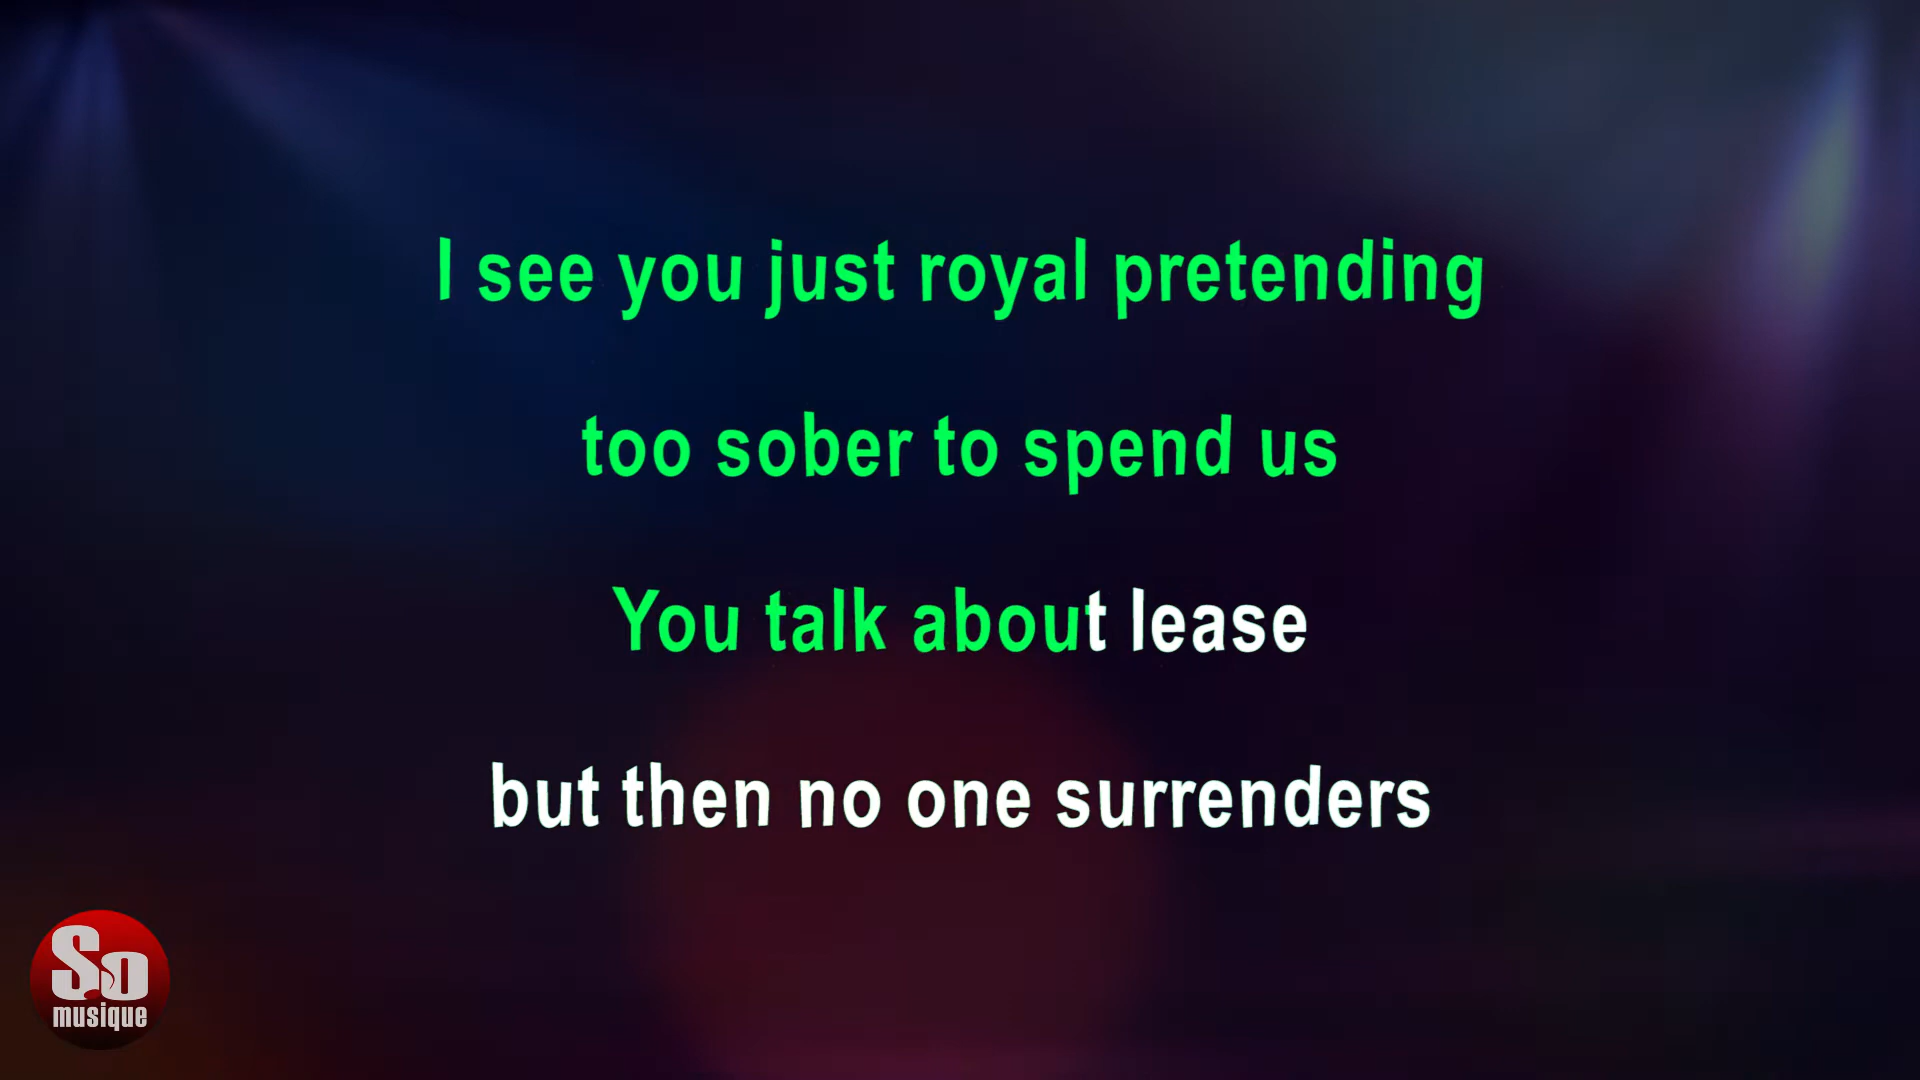 I see you just royal pretending
too sober to spend us
You talk about lease
but then no one surrenders
So
musique